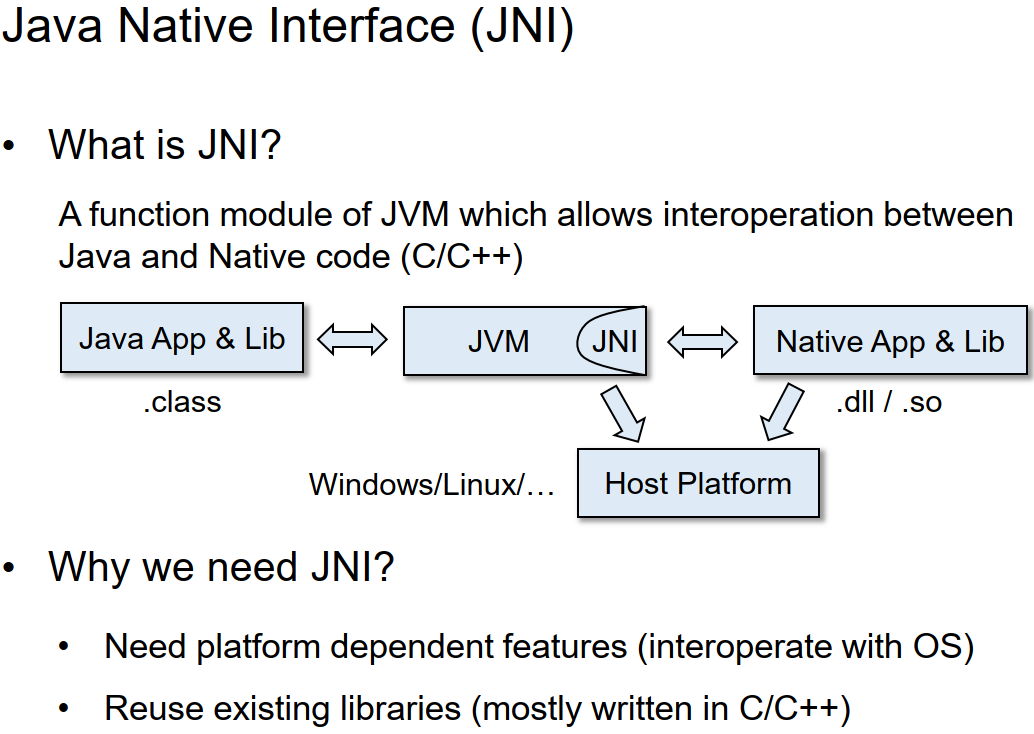 Java Native Interface (JNI)
• What is JNI?
A function module of JVM which allows interoperation between
Java and Native code (C/C++)
Java App & Lib
JVM
JNI
Native App & Lib
.class
.dll / .so
Windows/Linux/…
Host Platform
• Why we need JNI?
• Need platform dependent features (interoperate with OS)
• Reuse existing libraries (mostly written in C/C++)